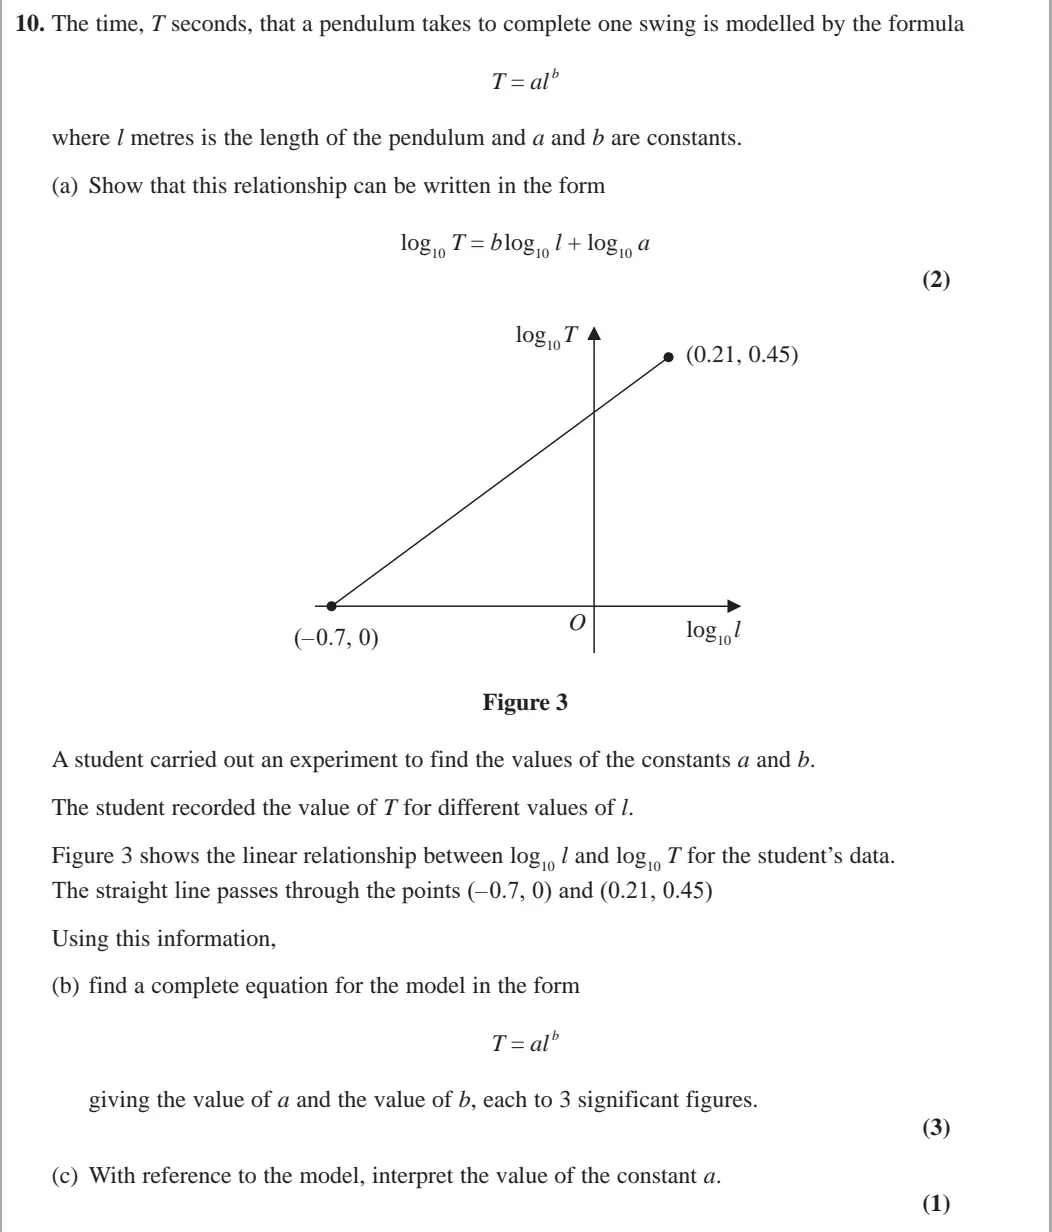 10. The time, T seconds, that a pendulum takes to complete one swing is modelled by the formula
T = al^b
where l metres is the length of the pendulum and a and b are constants.
(a) Show that this relationship can be written in the form
log₁₀ T = b log₁₀ l + log₁₀ a
(2)
log₁₀ T
(0.21, 0.45)
O
(–0.7, 0)
log₁₀ l
Figure 3
A student carried out an experiment to find the values of the constants a and b.
The student recorded the value of T for different values of l.
Figure 3 shows the linear relationship between log₁₀ l and log₁₀ T for the student’s data.
The straight line passes through the points (–0.7, 0) and (0.21, 0.45)
Using this information,
(b) find a complete equation for the model in the form
T = al^b
giving the value of a and the value of b, each to 3 significant figures.
(3)
(c) With reference to the model, interpret the value of the constant a.
(1)